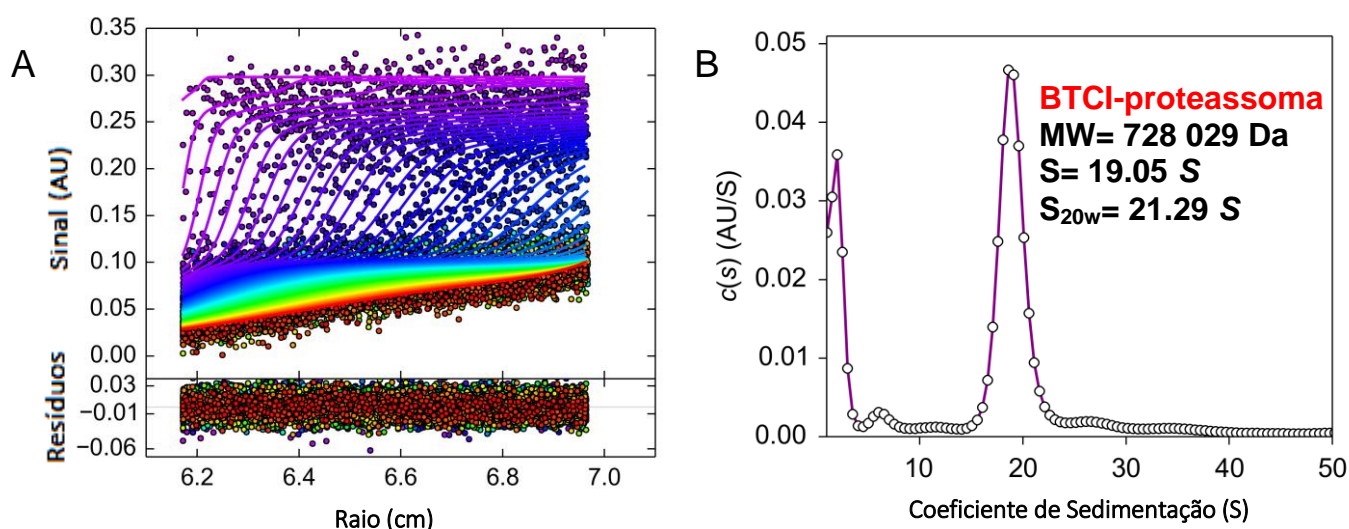 A
Sinal (AU)
0.35
0.30
0.25
0.20
0.15
0.10
0.05
0.00
Resíduos
0.03
−0.01
−0.06
6.2 6.4 6.6 6.8 7.0
Raio (cm)
B
c(s) (AU/S)
0.05
0.04
0.03
0.02
0.01
0.00
BTCI-proteassoma
MW= 728 029 Da
S= 19.05 S
S20w= 21.29 S
10 20 30 40 50
Coeficiente de Sedimentação (S)